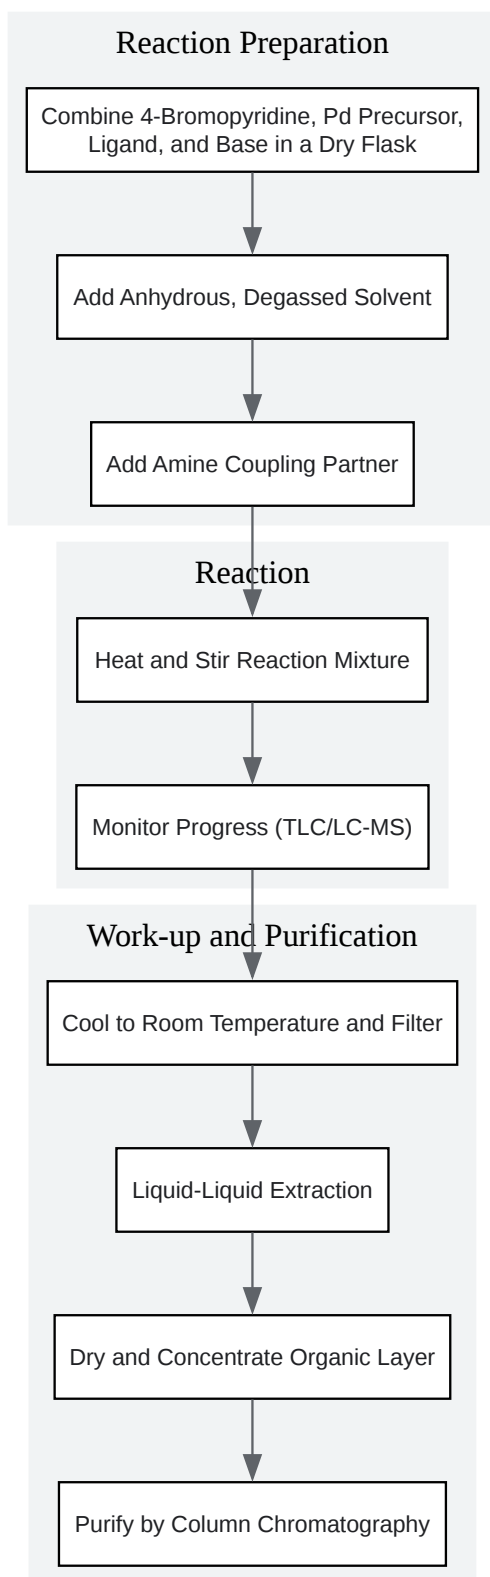 Reaction Preparation
Combine 4-Bromopyridine, Pd Precursor,
Ligand, and Base in a Dry Flask
Add Anhydrous, Degassed Solvent
Add Amine Coupling Partner
Reaction
Heat and Stir Reaction Mixture
Monitor Progress (TLC/LC-MS)
Work-up and Purification
Cool to Room Temperature and Filter
Liquid-Liquid Extraction
Dry and Concentrate Organic Layer
Purify by Column Chromatography